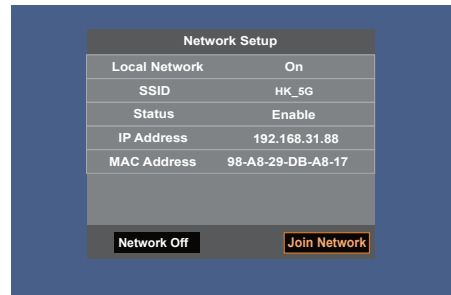 Network Setup
Local Network On
SSID HK_5G
Status Enable
IP Address 192.168.31.88
MAC Address 98-A8-29-DB-A8-17
Network Off Join Network